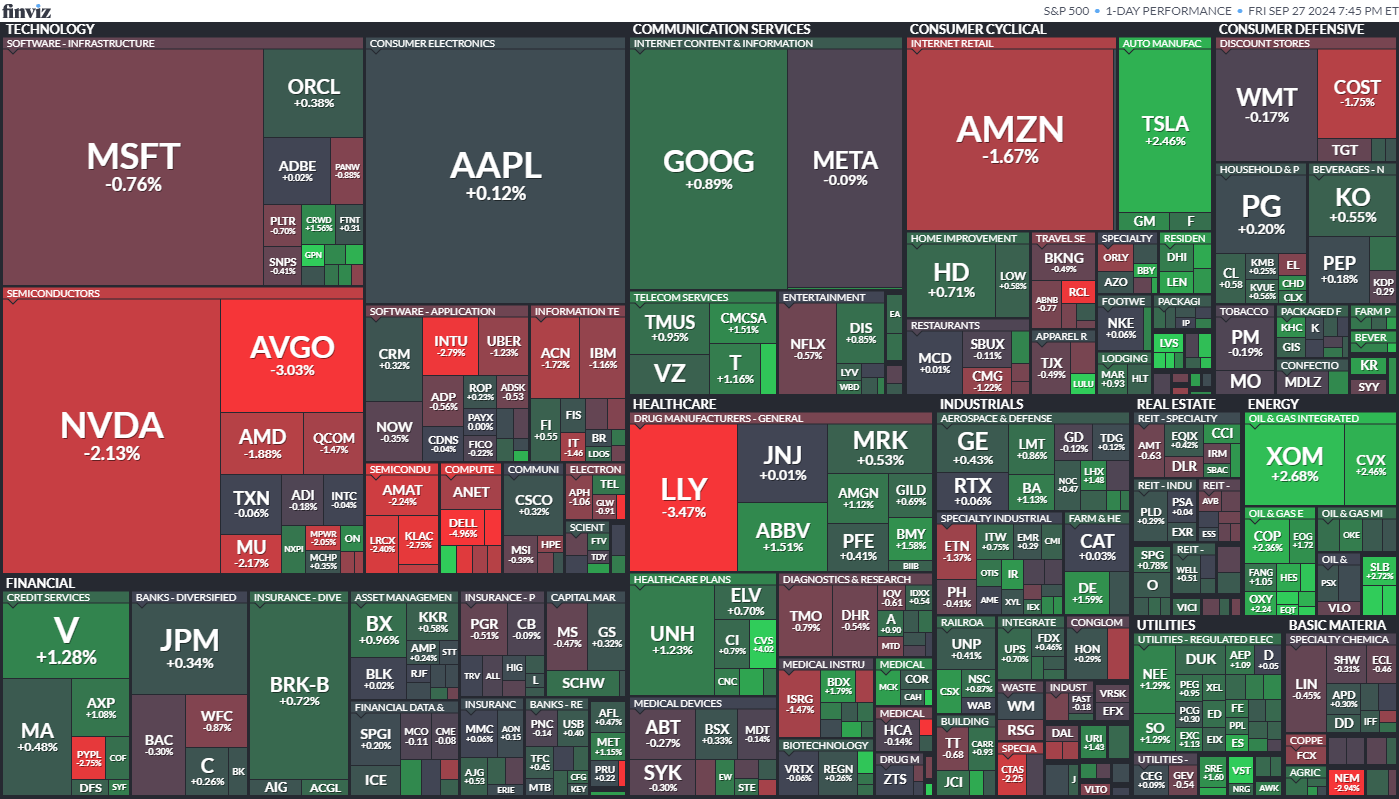 finviz
S&P 500 • 1-DAY PERFORMANCE • FRI SEP 27 2024 7:45 PM ET
TECHNOLOGY
SOFTWARE - INFRASTRUCTURE
MSFT
-0.76%
ORCL
+0.38%
ADBE
+0.02%
PANW
-0.88%
PLTR
-0.70%
CRWD
+1.56%
FTNT
+0.31
SNPS
-0.41%
GPN
CONSUMER ELECTRONICS
AAPL
+0.12%
SEMICONDUCTORS
NVDA
-2.13%
AVGO
-3.03%
AMD
-1.88%
QCOM
-1.47%
TXN
-0.06%
ADI
-0.18%
INTC
-0.04%
MU
-2.17%
NXPI
MPWR
-2.05%
ON
MCHP
+0.35%
SOFTWARE - APPLICATION
CRM
+0.32%
INTU
-2.79%
UBER
-1.23%
NOW
-0.35%
ADP
-0.56%
ROP
+0.23%
ADSK
-0.53
PAYX
0.00%
CDNS
-0.04%
FICO
-0.22%
INFORMATION TE
ACN
-1.72%
IBM
-1.16%
FI
+0.55
FIS
IT
-1.46
BR
LDOS
SEMICONDU
AMAT
-2.24%
LRCX
-2.40%
KLAC
-2.75%
COMPUTE
ANET
DELL
-4.96%
COMMUNI
CSCO
+0.32%
MSI
-0.39%
HPE
ELECTRON
APH
-1.06
TEL
GLW
-0.91
SCIENT
FTV
TDY
COMMUNICATION SERVICES
INTERNET CONTENT & INFORMATION
GOOG
+0.89%
META
-0.09%
TELECOM SERVICES
TMUS
+0.95%
CMCSA
+1.51%
VZ
T
+1.16%
ENTERTAINMENT
NFLX
-0.57%
DIS
+0.85%
LYV
WBD
EA
CONSUMER CYCLICAL
INTERNET RETAIL
AMZN
-1.67%
AUTO MANUFAC
TSLA
+2.46%
GM
F
HOME IMPROVEMENT
HD
+0.71%
LOW
+0.58%
TRAVEL SE
BKNG
-0.49%
ABNB
-0.77
RCL
SPECIALTY
ORLY
BBY
AZO
RESIDEN
DHI
LEN
RESTAURANTS
MCD
+0.01%
SBUX
-0.11%
CMG
-1.22%
APPAREL R
TJX
-0.49%
LULU
FOOTWE
NKE
+0.06%
PACKAGI
IP
LVS
LODGING
MAR
+0.93
HLT
CONSUMER DEFENSIVE
DISCOUNT STORES
WMT
-0.17%
COST
-1.75%
TGT
HOUSEHOLD & P
PG
+0.20%
CL
+0.58
KMB
+0.25%
EL
KVUE
+0.56%
CHD
CLX
BEVERAGES - N
KO
+0.55%
PEP
+0.18%
KDP
-0.29
TOBACCO
PM
-0.19%
MO
PACKAGED F
KHC
K
GIS
CONFECTIO
MDLZ
FARM P
BEVER
KR
SYY
FINANCIAL
CREDIT SERVICES
V
+1.28%
MA
+0.48%
AXP
+1.08%
PYPL
-2.75%
COF
DFS
SYF
BANKS - DIVERSIFIED
JPM
+0.34%
BAC
-0.30%
WFC
-0.87%
C
+0.26%
BK
INSURANCE - DIVE
BRK-B
+0.72%
AIG
ACGL
ASSET MANAGEMEN
BX
+0.96%
KKR
+0.58%
BLK
+0.02%
AMP
+0.24%
STT
RJF
FINANCIAL DATA &
SPGI
+0.20%
MCO
-0.11
CME
-0.08
ICE
INSURANCE - P
PGR
-0.51%
CB
-0.09%
TRV
ALL
HIG
L
CAPITAL MAR
MS
-0.47%
GS
+0.32%
SCHW
INSURANC
MMC
+0.06%
AON
+0.15
AJG
+0.53
ERIE
BANKS - RE
PNC
-0.14
USB
+0.40
TFC
+0.45
CFG
MTB
KEY
AFL
+0.47%
MET
+1.15%
PRU
+0.22
HEALTHCARE
DRUG MANUFACTURERS - GENERAL
LLY
-3.47%
JNJ
+0.01%
ABBV
+1.51%
MRK
+0.53%
AMGN
+1.12%
GILD
+0.69%
PFE
+0.41%
BMY
+1.58%
BIIB
HEALTHCARE PLANS
UNH
+1.23%
ELV
+0.70%
CI
+0.79%
CVS
+4.02
CNC
DIAGNOSTICS & RESEARCH
TMO
-0.79%
DHR
-0.54%
IQV
-0.61
IDXX
+0.54
A
+0.90
MTD
MEDICAL DEVICES
ABT
-0.27%
BSX
+0.33%
MDT
-0.14%
SYK
-0.30%
EW
STE
MEDICAL INSTRU
ISRG
-1.47%
BDX
+1.79%
BIOTECHNOLOGY
VRTX
-0.06%
REGN
+0.26%
MEDICAL
MCK
COR
CAH
MEDICAL
HCA
-0.14%
DRUG M
ZTS
INDUSTRIALS
AEROSPACE & DEFENSE
GE
+0.43%
RTX
+0.06%
LMT
+0.86%
BA
+1.13%
GD
-0.12%
TDG
+0.12%
NOC
+0.47
LHX
+1.48
SPECIALTY INDUSTRIAL
ETN
-1.37%
PH
-0.41%
ITW
+0.75%
EMR
+0.29
CMI
OTIS
IR
AME
XYL
IEX
FARM & HE
CAT
+0.03%
DE
+1.59%
RAILROA
UNP
+0.41%
CSX
NSC
+0.87%
WAB
INTEGRATE
UPS
+0.70%
FDX
+0.46%
CONGLOM
HON
+0.29%
BUILDING
TT
-0.68
CARR
+0.93
JCI
WASTE
WM
RSG
SPECIA
CTAS
-2.25
INDUST
FAST
-0.18
DAL
J
VRSK
EFX
URI
+1.43
VLTO
REAL ESTATE
REIT - SPECIALTY
AMT
-0.63
EQIX
+0.42%
CCI
IRM
DLR
SBAC
REIT - INDU
PLD
+0.29%
PSA
+0.04
EXR
REIT -
AVB
ESS
SPG
+0.78%
O
REIT -
WELL
+0.51
VICI
ENERGY
OIL & GAS INTEGRATED
XOM
+2.68%
CVX
+2.46%
OIL & GAS E
COP
+2.36%
EOG
+1.72
FANG
+1.05
HES
OXY
+2.24
EQT
OIL & GAS MI
OKE
OIL &
PSX
VLO
SLB
+2.72%
UTILITIES
UTILITIES - REGULATED ELEC
NEE
+1.29%
SO
+1.29%
DUK
AEP
+1.09
D
+0.05
PEG
+0.95
XEL
PCG
+0.30
ED
FE
PPL
EXC
+1.13
EIX
ES
UTILITIES -
CEG
+0.09%
GEV
-0.54
SRE
+1.60
VST
NRG
AWK
BASIC MATERIA
SPECIALTY CHEMICA
LIN
-0.45%
SHW
-0.31%
ECL
-0.46
APD
+0.30%
DD
IFF
COPPE
FCX
AGRIC
NEM
-2.94%